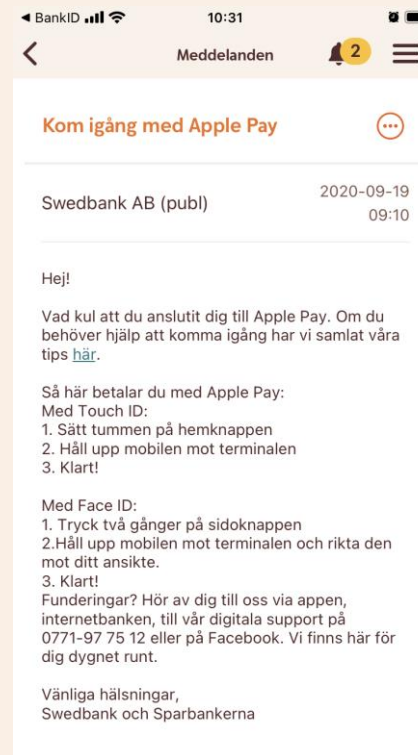 BankID
10:31
Meddelanden
2
Kom igång med Apple Pay
Swedbank AB (publ)
2020-09-19
09:10
Hej!
Vad kul att du anslutit dig till Apple Pay. Om du
behöver hjälp att komma igång har vi samlat våra
tips här.
Så här betalar du med Apple Pay:
Med Touch ID:
1. Sätt tummen på hemknappen
2. Håll upp mobilen mot terminalen
3. Klart!
Med Face ID:
1. Tryck två gånger på sidoknappen
2.Håll upp mobilen mot terminalen och rikta den
mot ditt ansikte.
3. Klart!
Funderingar? Hör av dig till oss via appen,
internetbanken, till vår digitala support på
0771-97 75 12 eller på Facebook. Vi finns här för
dig dygnet runt.
Vänliga hälsningar,
Swedbank och Sparbankerna